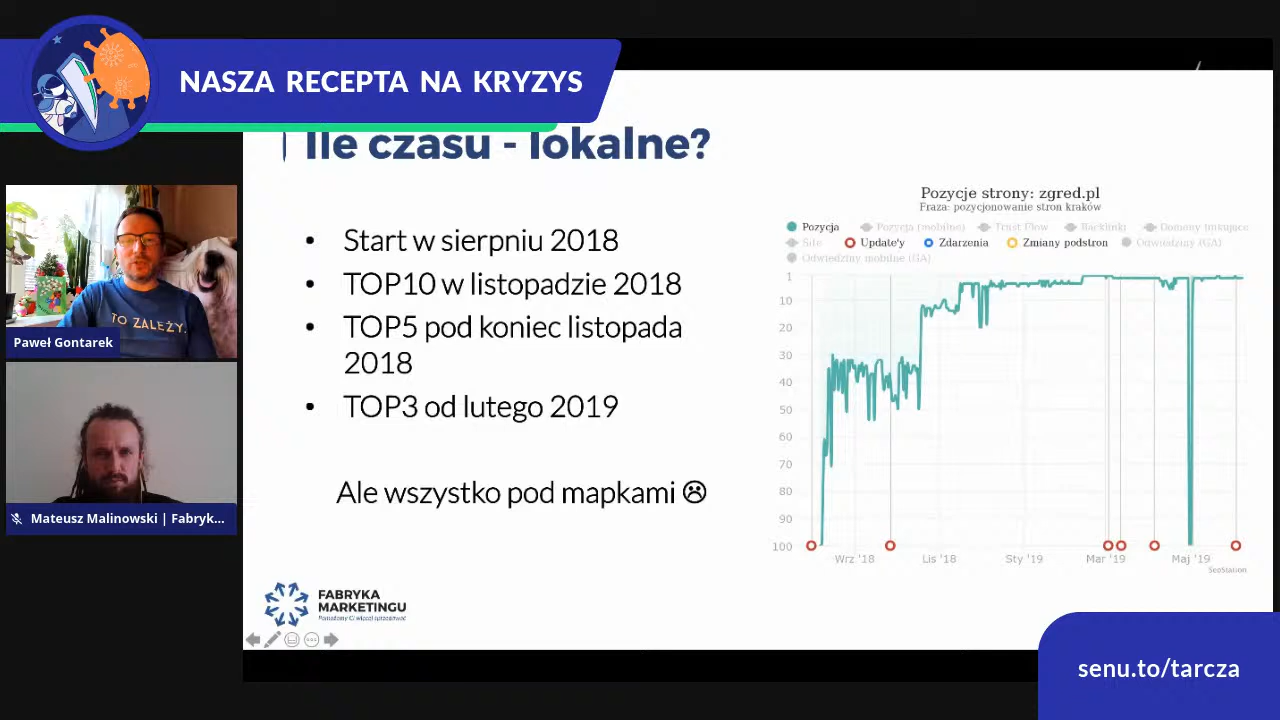 NASZA RECEPTA NA KRYZYS
Ile czasu - lokalne?
TO ZALEŻY.
Paweł Gontarek
Mateusz Malinowski | Fabryk...
• Start w sierpniu 2018
• TOP10 w listopadzie 2018
• TOP5 pod koniec listopada
2018
• TOP3 od lutego 2019
Ale wszystko pod mapkami ☹
Pozycje strony: zgred.pl
Fraza: pozycjonowanie stron kraków
Pozycja Pozycja (mobilne) Trust Flow Backlinki Domeny linkujące
Site Update'y Zdarzenia Zmiany podstron Odwiedziny (GA)
Odwiedziny mobilne (GA)
1
10
20
30
40
50
60
70
80
90
100
Wrz '18 Lis '18 Sty '19 Mar '19 Maj '19
SeoStation
FABRYKA
MARKETINGU
Pomożemy Ci więcej sprzedawać
senu.to/tarcza